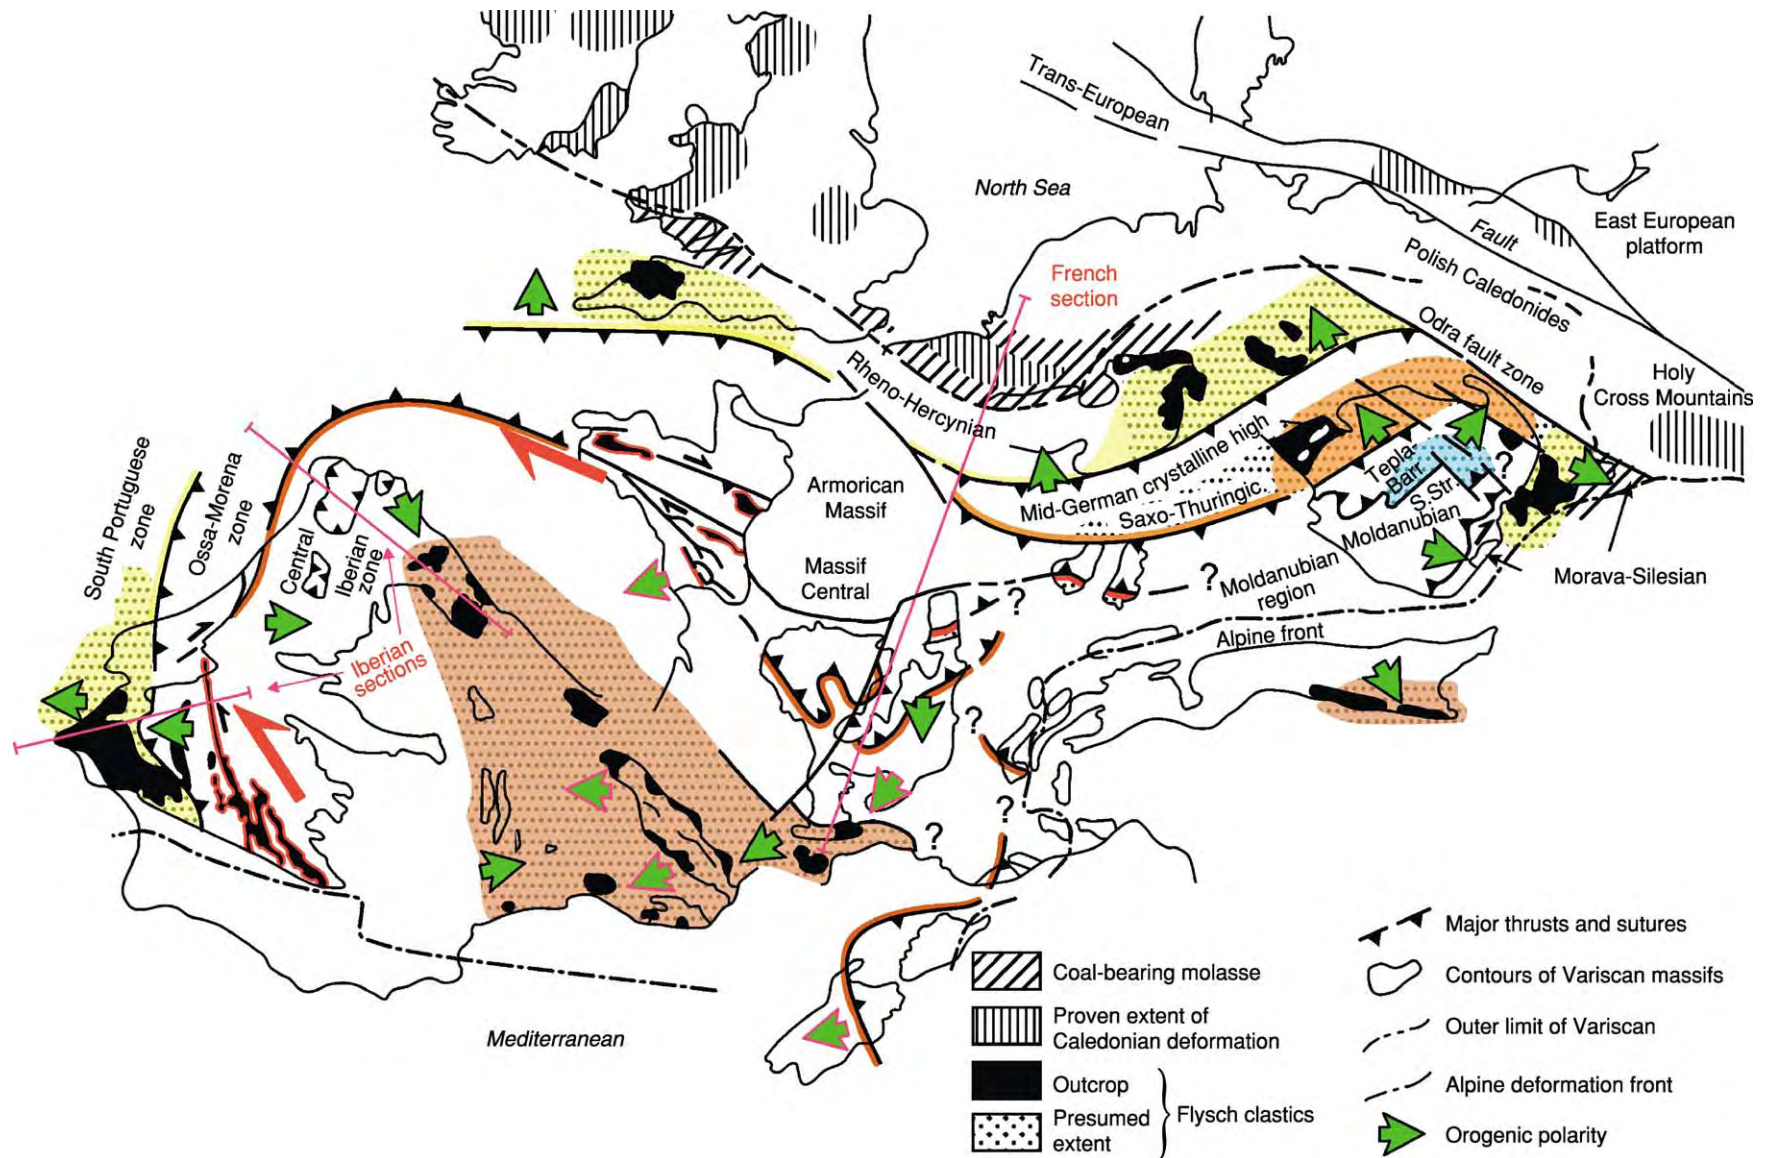 Trans-European
Fault
North Sea
East European
platform
Polish Caledonides
French
section
Odra fault zone
Holy
Cross Mountains
Rheno-Hercynian
Mid-German crystalline high
Saxo-Thuringic.
Tepla-
Barr.
S.Str.
?
Moldanubian
Morava-Silesian
Moldanubian
region
?
?
Alpine front
Armorican
Massif
Massif
Central
South Portuguese
zone
Ossa-Morena
zone
Central
Iberian
zone
Iberian
sections
?
?
?
Mediterranean
Coal-bearing molasse
Proven extent of
Caledonian deformation
Outcrop
Presumed
extent
Flysch clastics
Major thrusts and sutures
Contours of Variscan massifs
Outer limit of Variscan
Alpine deformation front
Orogenic polarity